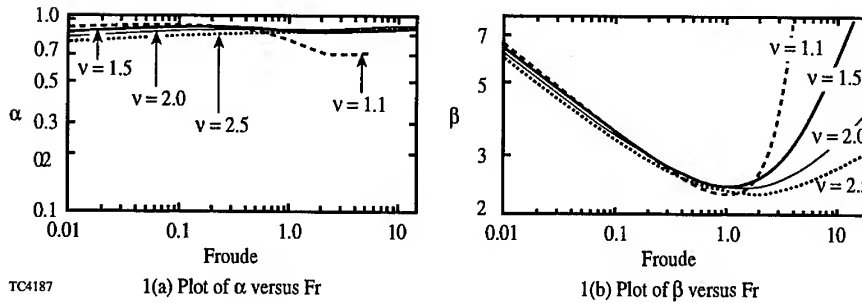 1.0
0.7
0.5
0.3
02
0.1
α
ν = 1.5
ν = 2.0
ν = 2.5
ν = 1.1
0.01
0.1
1.0
10
Froude
1(a) Plot of α versus Fr
7
5
3
2
β
ν = 1.1
ν = 1.5
ν = 2.0
ν = 2.
0.01
0.1
1.0
10
Froude
1(b) Plot of β versus Fr
TC4187